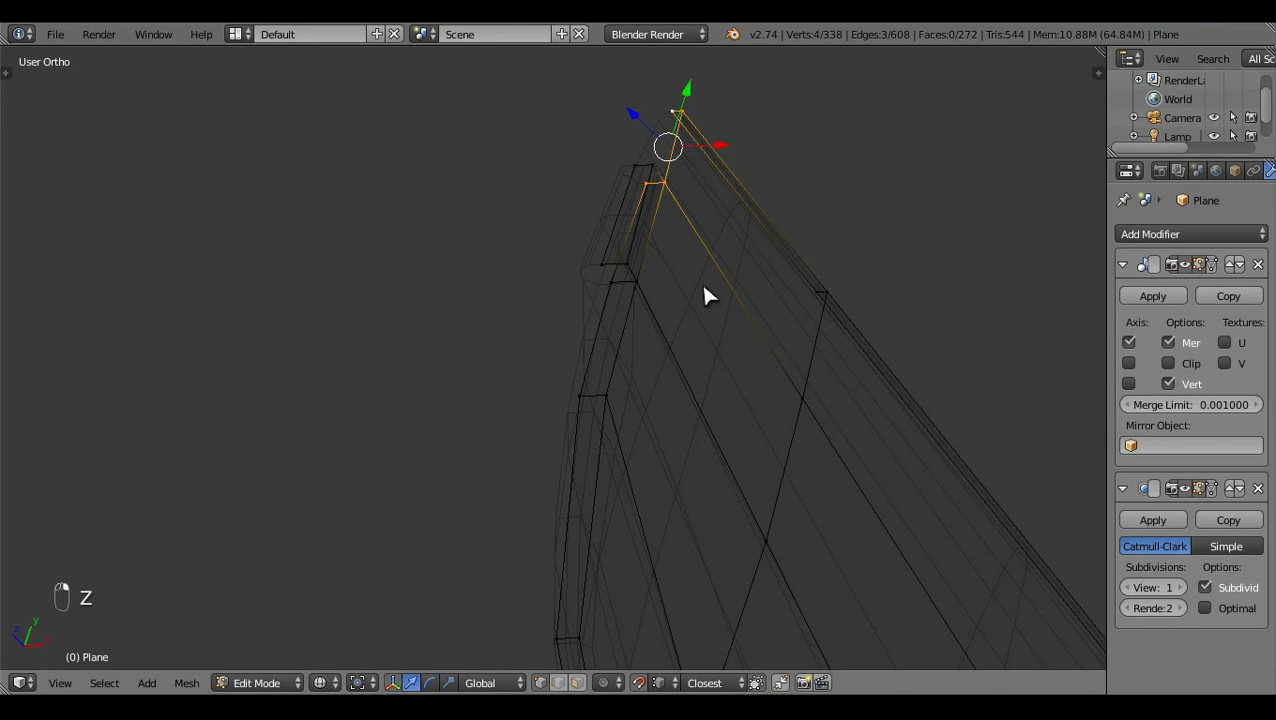 File Render Window Help Default Scene Blender Render v2.74 | Verts:4/338 | Edges:3/608 | Faces:0/272 | Tris:544 | Mem:10.88M (64.84M) | Plane
User Ortho
View Search All Sc
RenderLa
World
Camera
Lamp
Plane
Add Modifier
Apply Copy
Axis: Options: Textures:
Mer U
Clip V
Vert
Merge Limit: 0.001000
Mirror Object:
Apply Copy
Catmull-Clark Simple
Subdivisions: Options:
View: 1 Subdivid
Rende:2 Optimal
Z
z y x
(0) Plane
View Select Add Mesh Edit Mode Global Closest